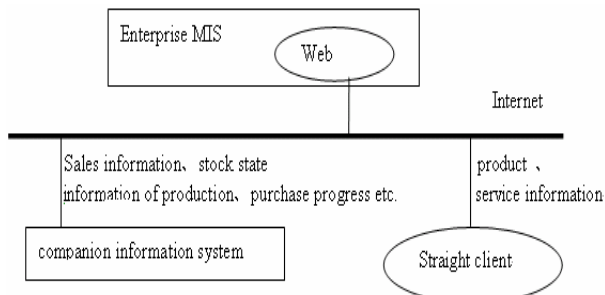 Enterprise MIS
Web
Internet
Sales information、stock state
information of production、purchase progress etc.
product 、
service information
companion information system
Straight client